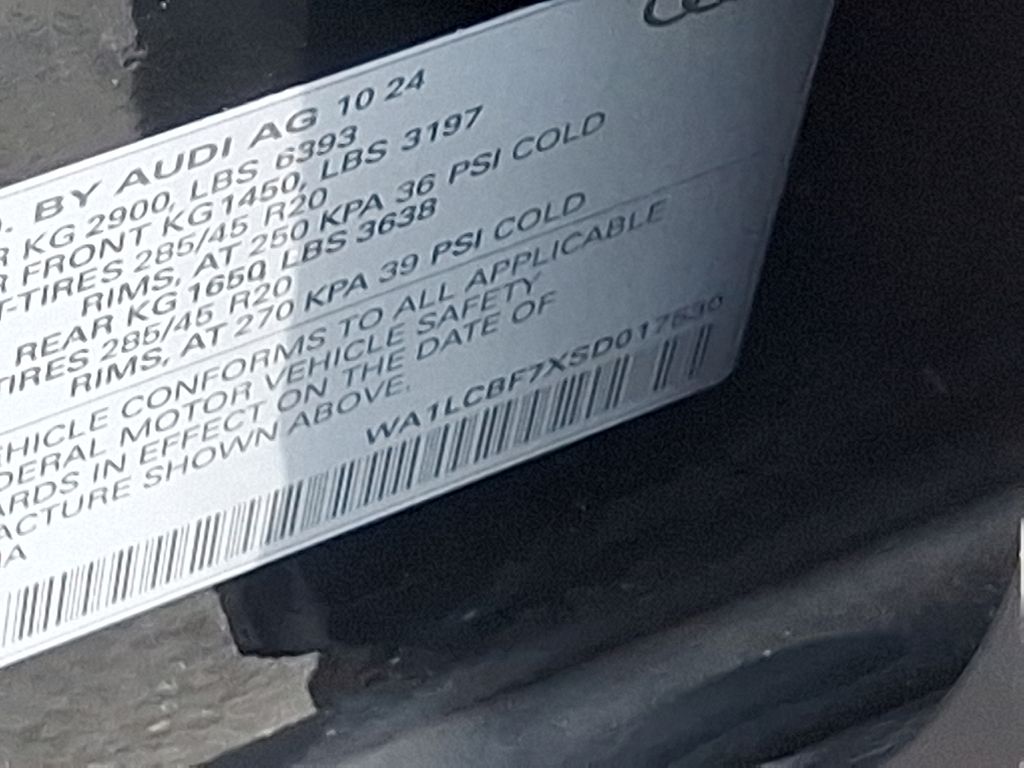 . BY AUDI AG 10 24
R KG 2900, LBS 6393
R FRONT KG 1450, LBS 3197
T-TIRES 285/45 R20
RIMS, AT 250 KPA 36 PSI COLD
REAR KG 1650 LBS 3638
TIRES 285/45 R20
RIMS, AT 270 KPA 39 PSI COLD
EHICLE CONFORMS TO ALL APPLICABLE
DERAL MOTOR VEHICLE SAFETY
ARDS IN EFFECT ON THE DATE OF
ACTURE SHOWN ABOVE.